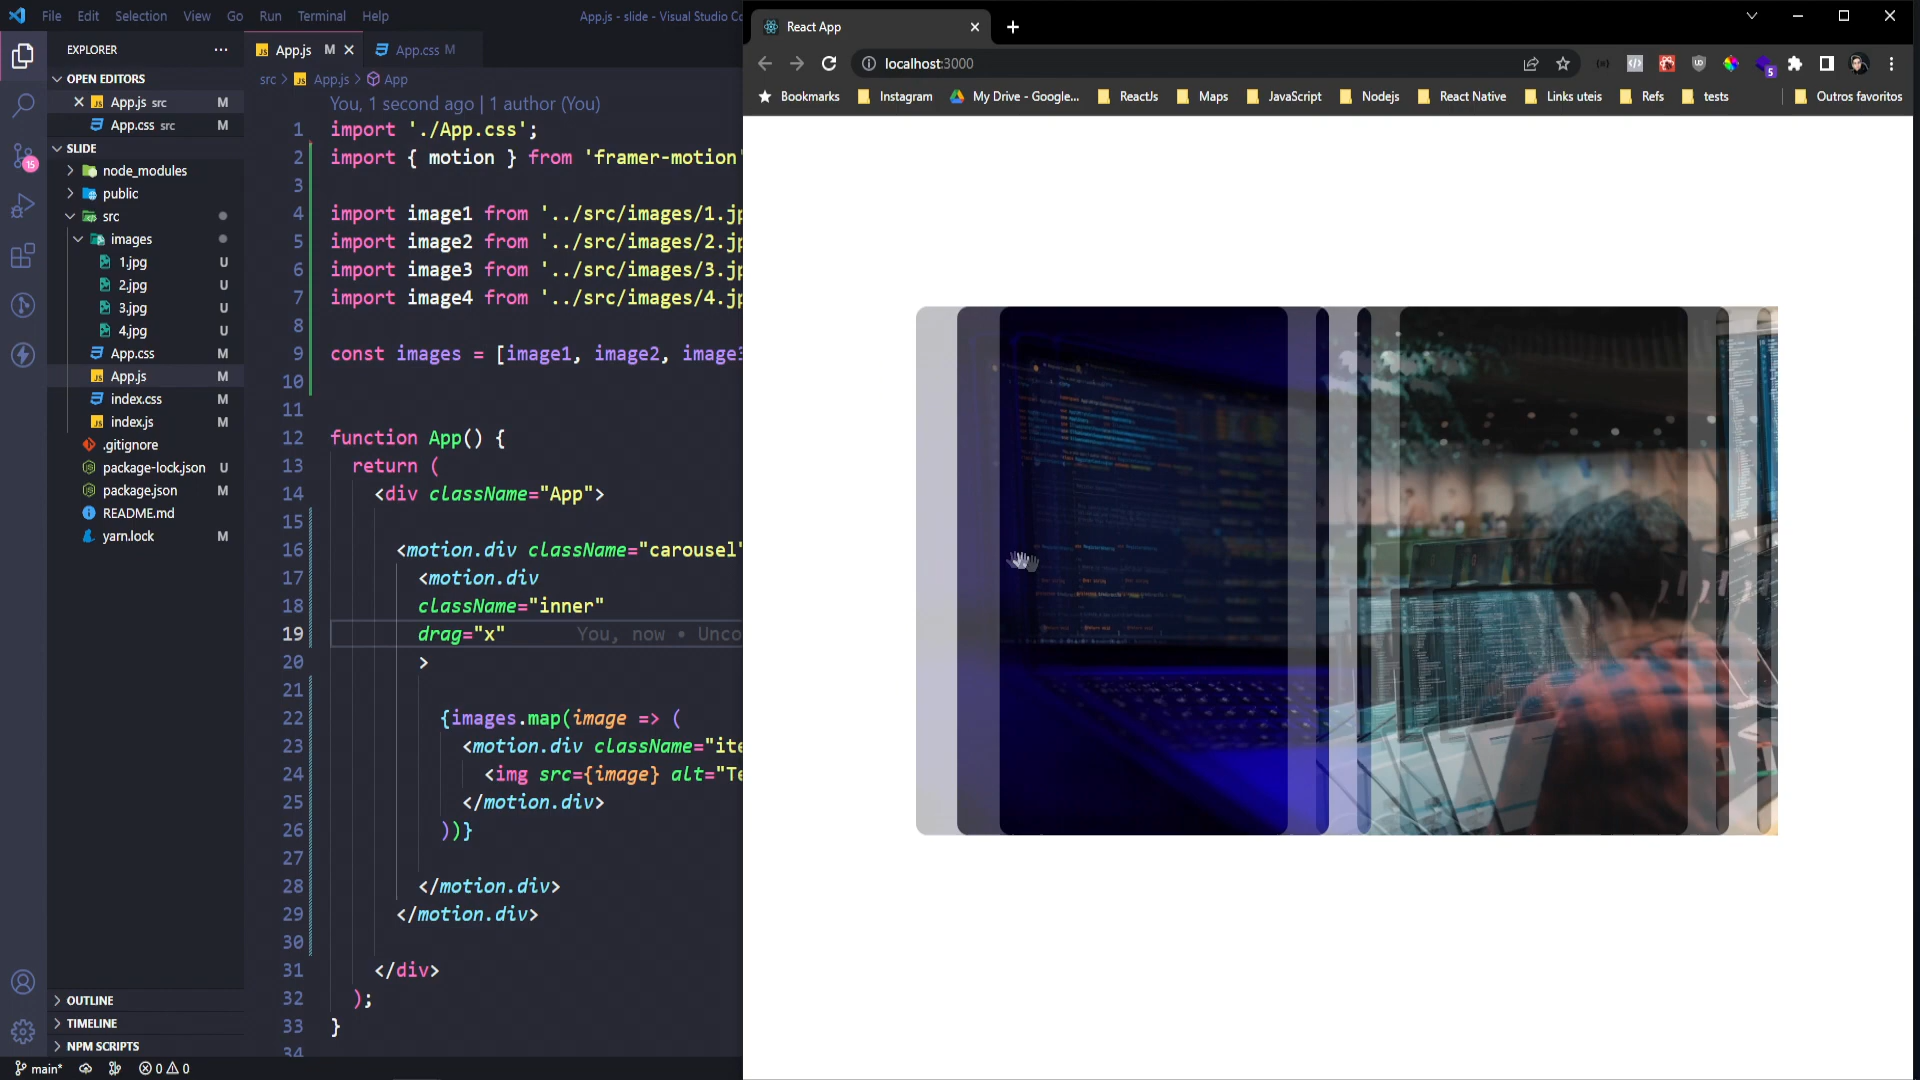 File Edit Selection View Go Run Terminal Help
App.js - slide - Visual Studio Co
EXPLORER
OPEN EDITORS
App.js src M
App.css src M
SLIDE
node_modules
public
src
images
1.jpg U
2.jpg U
3.jpg U
4.jpg U
App.css M
App.js M
index.css M
index.js M
.gitignore
package-lock.json U
package.json M
README.md
yarn.lock M
OUTLINE
TIMELINE
NPM SCRIPTS
15
main* 0 0
App.js M
App.css M
src > App.js > App
You, 1 second ago | 1 author (You)
1 import './App.css';
2 import { motion } from 'framer-motion'
3
4 import image1 from '../src/images/1.jp
5 import image2 from '../src/images/2.jp
6 import image3 from '../src/images/3.jp
7 import image4 from '../src/images/4.jp
8
9 const images = [image1, image2, image3
10
11
12 function App() {
13 return (
14 <div className="App">
15
16 <motion.div className="carousel"
17 <motion.div
18 className="inner"
19 drag="x" You, now • Unco
20 >
21
22 {images.map(image => (
23 <motion.div className="ite
24 <img src={image} alt="Te
25 </motion.div>
26 ))}
27
28 </motion.div>
29 </motion.div>
30
31 </div>
32 );
33 }
34
React App
localhost:3000
5
Bookmarks Instagram My Drive - Google... ReactJs Maps JavaScript Nodejs React Native Links uteis Refs tests Outros favoritos